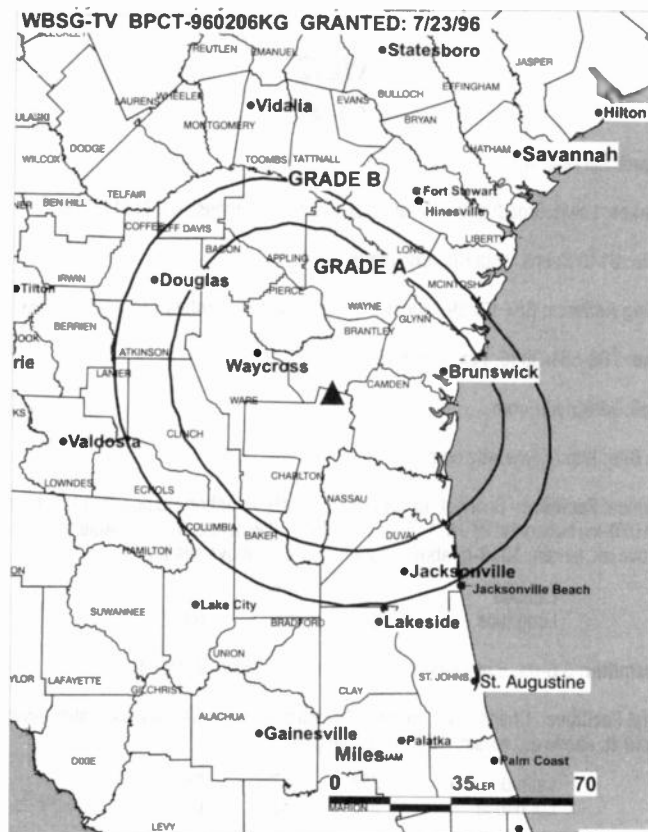 WBSG-TV BPCT-960206KG GRANTED: 7/23/96
Statesboro
JASPER
EMANUEL
EFFINGHAM
BULLOCH
LAURENS
WHEELER
Vidalia
EVANS
Hilton
MONTGOMERY
BRYAN
DODGE
CHATHAM
Savannah
WILCOX
TOOMBS
TATTNALL
TELFAIR
GRADE B
Fort Stewart
BEN HILL
Hinesville
COFFEE
JEFF DAVIS
LIBERTY
BACON
APPLING
LONG
IRWIN
Douglas
GRADE A
MCINTOSH
Tifton
PIERCE
WAYNE
BERRIEN
GLYNN
BRANTLEY
ATKINSON
Waycross
LANIER
Brunswick
CAMDEN
WARE
Valdosta
CLINCH
CHARLTON
LOWNDES
ECHOLS
NASSAU
COLUMBIA
BAKER
DUVAL
HAMILTON
Jacksonville
Jacksonville Beach
SUWANNEE
Lake City
Lakeside
BRADFORD
UNION
LAFAYETTE
ST. JOHNS
St. Augustine
GILCHRIST
CLAY
ALACHUA
Gainesville
Palatka
Miles
DIXIE
Palm Coast
0 35 70
MARION
LEVY